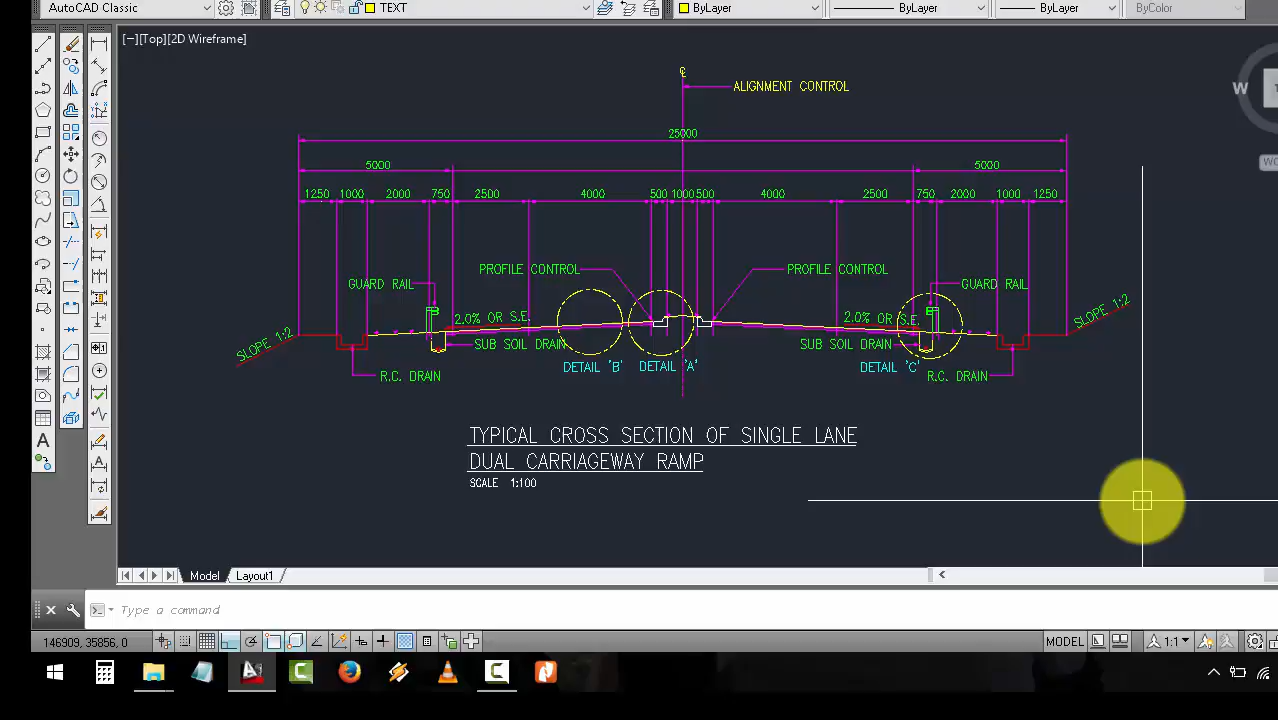 AutoCAD Classic TEXT ByLayer ByLayer ByLayer ByColor
[−][Top][2D Wireframe]
℄
ALIGNMENT CONTROL
W
25000
5000 5000
1250 1000 2000 750 2500 4000 500 1000 500 4000 2500 750 2000 1000 1250
PROFILE CONTROL PROFILE CONTROL
GUARD RAIL GUARD RAIL
SLOPE 1:2 2.0% OR S.E. 2.0% OR S.E. SLOPE 1:2
SUB SOIL DRAIN SUB SOIL DRAIN
DETAIL 'B' DETAIL 'A' DETAIL 'C'
R.C. DRAIN R.C. DRAIN
TYPICAL CROSS SECTION OF SINGLE LANE
DUAL CARRIAGEWAY RAMP
SCALE 1:100
Model Layout1
Type a command
146909, 35856, 0 MODEL 1:1